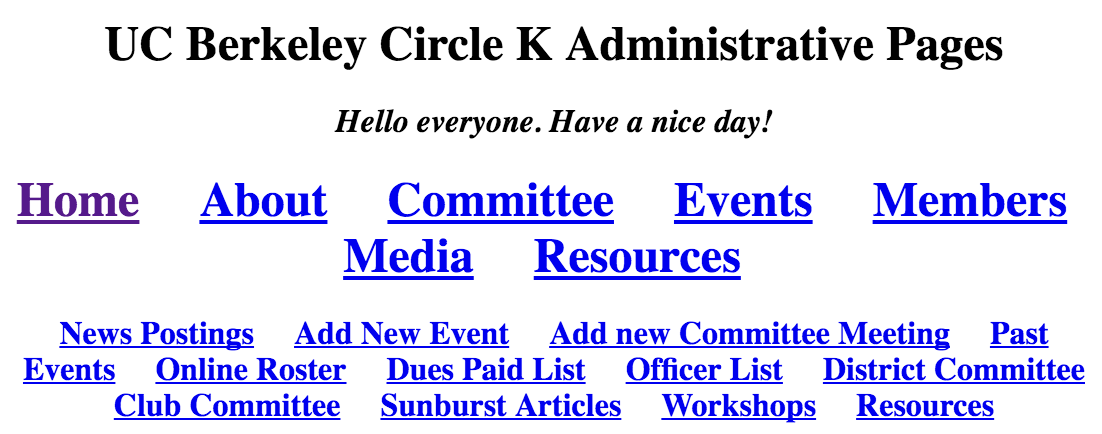 UC Berkeley Circle K Administrative Pages
Hello everyone. Have a nice day!
Home About Committee Events Members
Media Resources
News Postings Add New Event Add new Committee Meeting Past
Events Online Roster Dues Paid List Officer List District Committee
Club Committee Sunburst Articles Workshops Resources